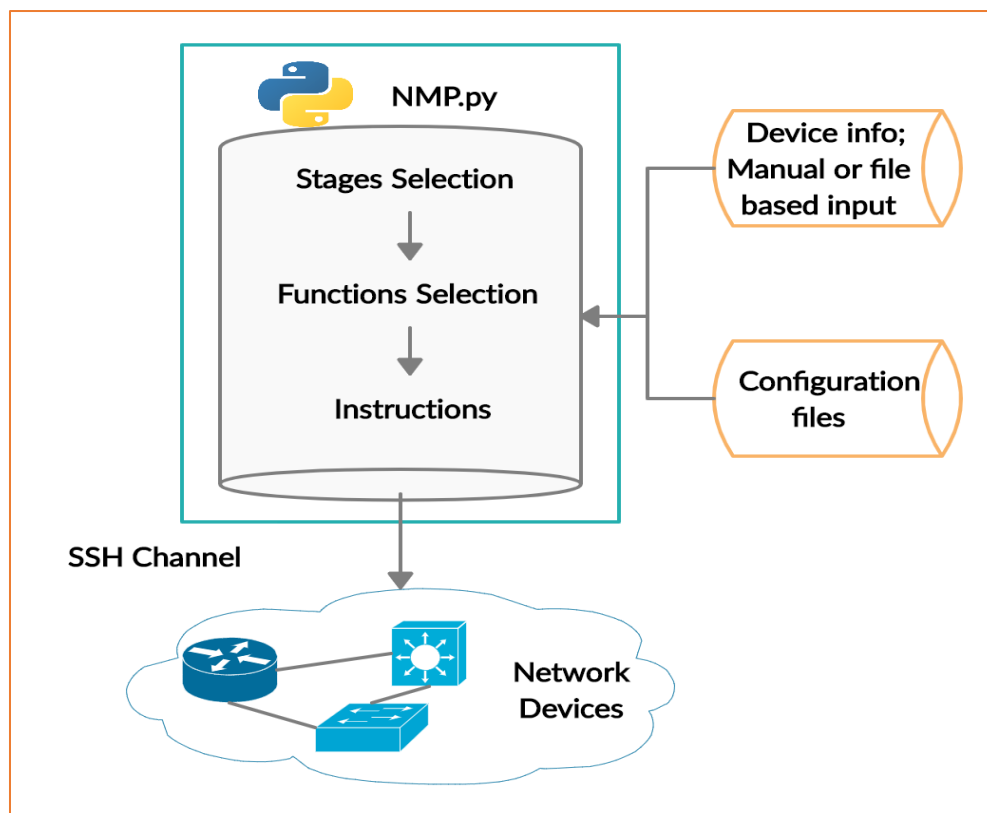 NMP.py
Stages Selection
Functions Selection
Instructions
Device info;
Manual or file
based input
Configuration
files
SSH Channel
Network
Devices